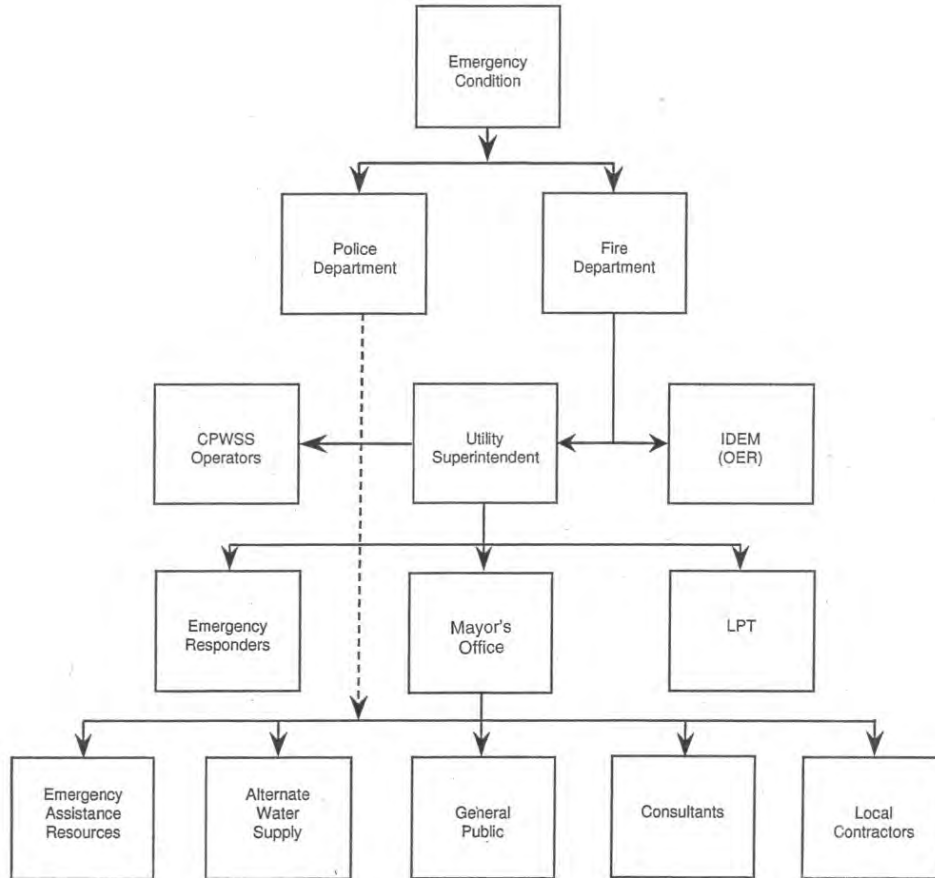 Emergency
Condition
Police
Department
Fire
Department
CPWSS
Operators
Utility
Superintendent
IDEM
(OER)
Emergency
Responders
Mayor's
Office
LPT
Emergency
Assistance
Resources
Alternate
Water
Supply
General
Public
Consultants
Local
Contractors